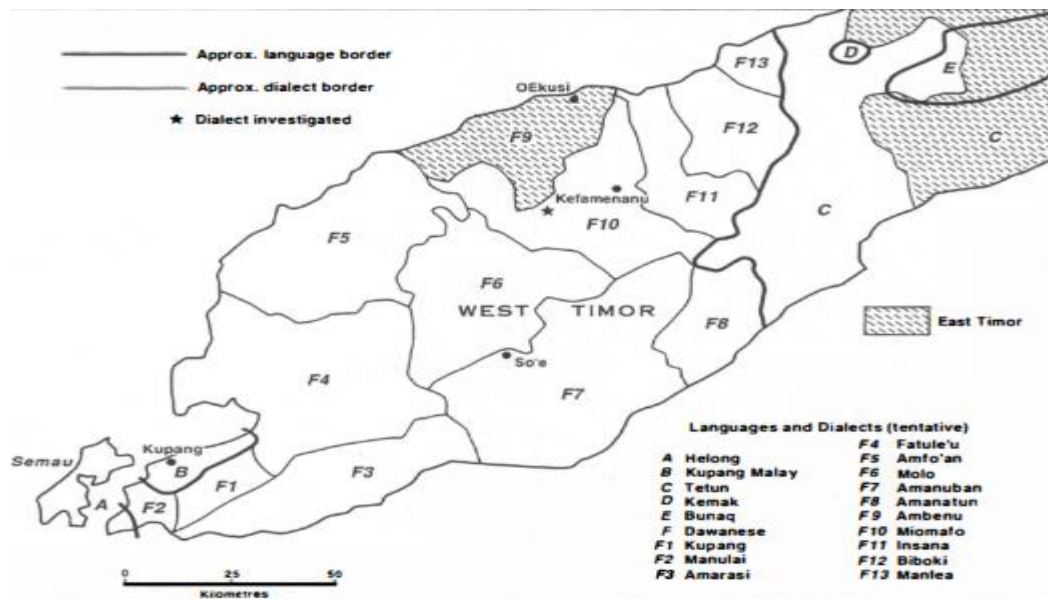 Approx. language border
Approx. dialect border
★ Dialect investigated
F13
D
E
OEkusi
F9
F12
C
Kefamenanu
F10
F11
C
F5
F6
WEST TIMOR
F8
East Timor
So'e
F4
F7
Kupang
Semau
B
F3
A
F2
F1
Languages and Dialects (tentative)
A Helong
B Kupang Malay
C Tetun
D Kemak
E Bunaq
F Dawanese
F1 Kupang
F2 Manulai
F3 Amarasi
F4 Fatule'u
F5 Amfo'an
F6 Molo
F7 Amanuban
F8 Amanatun
F9 Ambenu
F10 Miomafo
F11 Insana
F12 Biboki
F13 Manlea
0 25 50
Kilometres